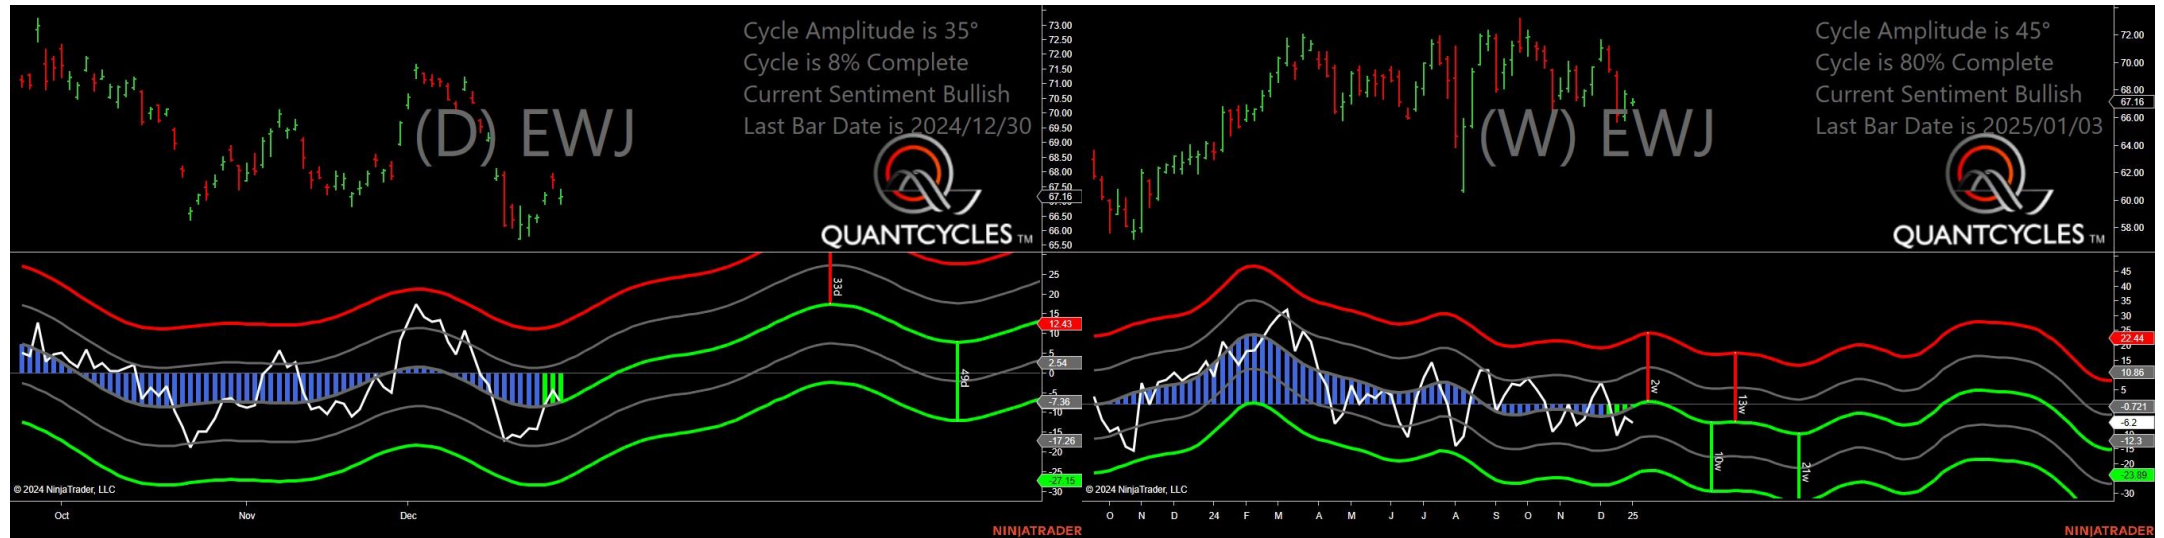 Cycle Amplitude is 35°
Cycle is 8% Complete
Current Sentiment Bullish
Last Bar Date is 2024/12/30
(D) EWJ
QUANTCYCLES TM
73.00
72.50
72.00
71.50
71.00
70.50
70.00
69.50
69.00
68.50
68.00
67.50
67.16
66.50
66.00
65.50
33d
49d
25
20
15
12.43
10
5
2.54
0
-5
-7.36
-10
-15
-17.26
-20
-25
-27.15
-30
© 2024 NinjaTrader, LLC
Oct Nov Dec
NINJATRADER
Cycle Amplitude is 45°
Cycle is 80% Complete
Current Sentiment Bullish
Last Bar Date is 2025/01/03
(W) EWJ
QUANTCYCLES TM
72.00
70.00
68.00
67.16
66.00
64.00
62.00
60.00
58.00
2w
13w
10w
21w
45
40
35
30
25
22.44
20
15
10.86
5
-0.721
-6.2
-12.3
-15
-20
-23.89
-30
© 2024 NinjaTrader, LLC
O N D 24 F M A M J J A S O N D 25
NINJATRADER